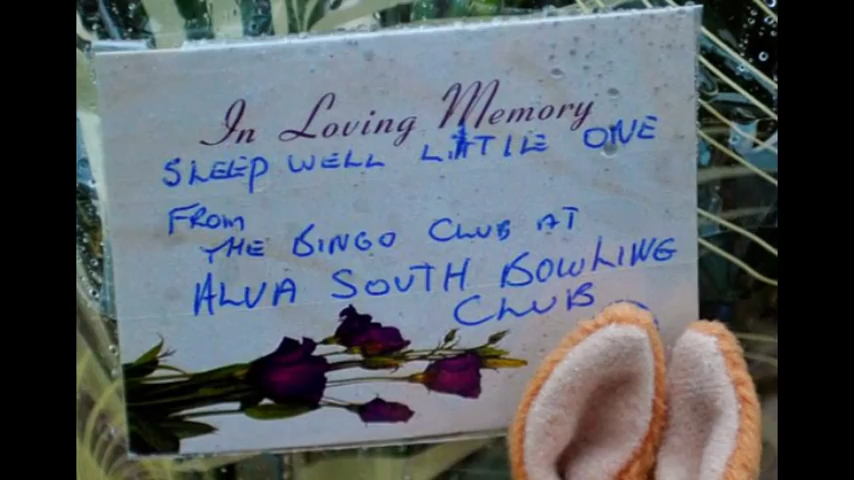 In Loving Memory
SLEEP WELL LITTLE ONE
FROM
THE BINGO CLUB AT
ALVA SOUTH BOWLING
CLUB